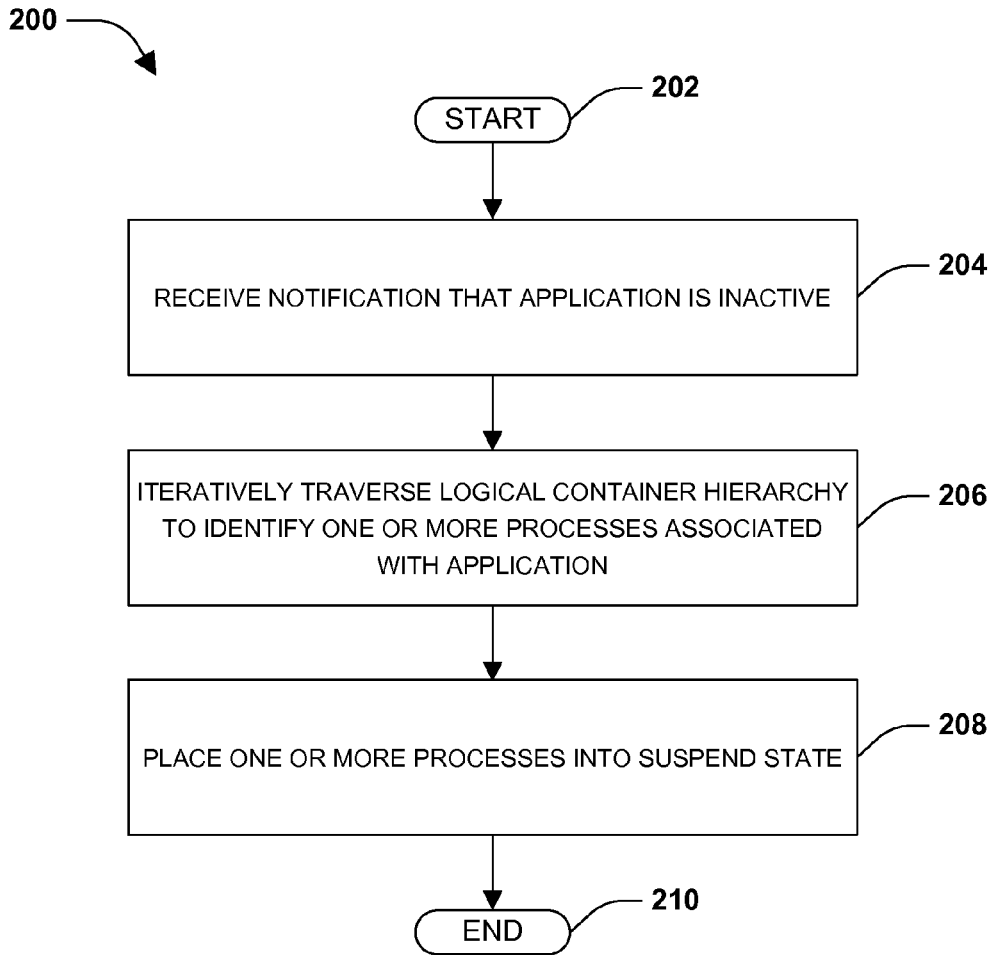 200
START
202
RECEIVE NOTIFICATION THAT APPLICATION IS INACTIVE
204
ITERATIVELY TRAVERSE LOGICAL CONTAINER HIERARCHY
TO IDENTIFY ONE OR MORE PROCESSES ASSOCIATED
WITH APPLICATION
206
PLACE ONE OR MORE PROCESSES INTO SUSPEND STATE
208
END
210